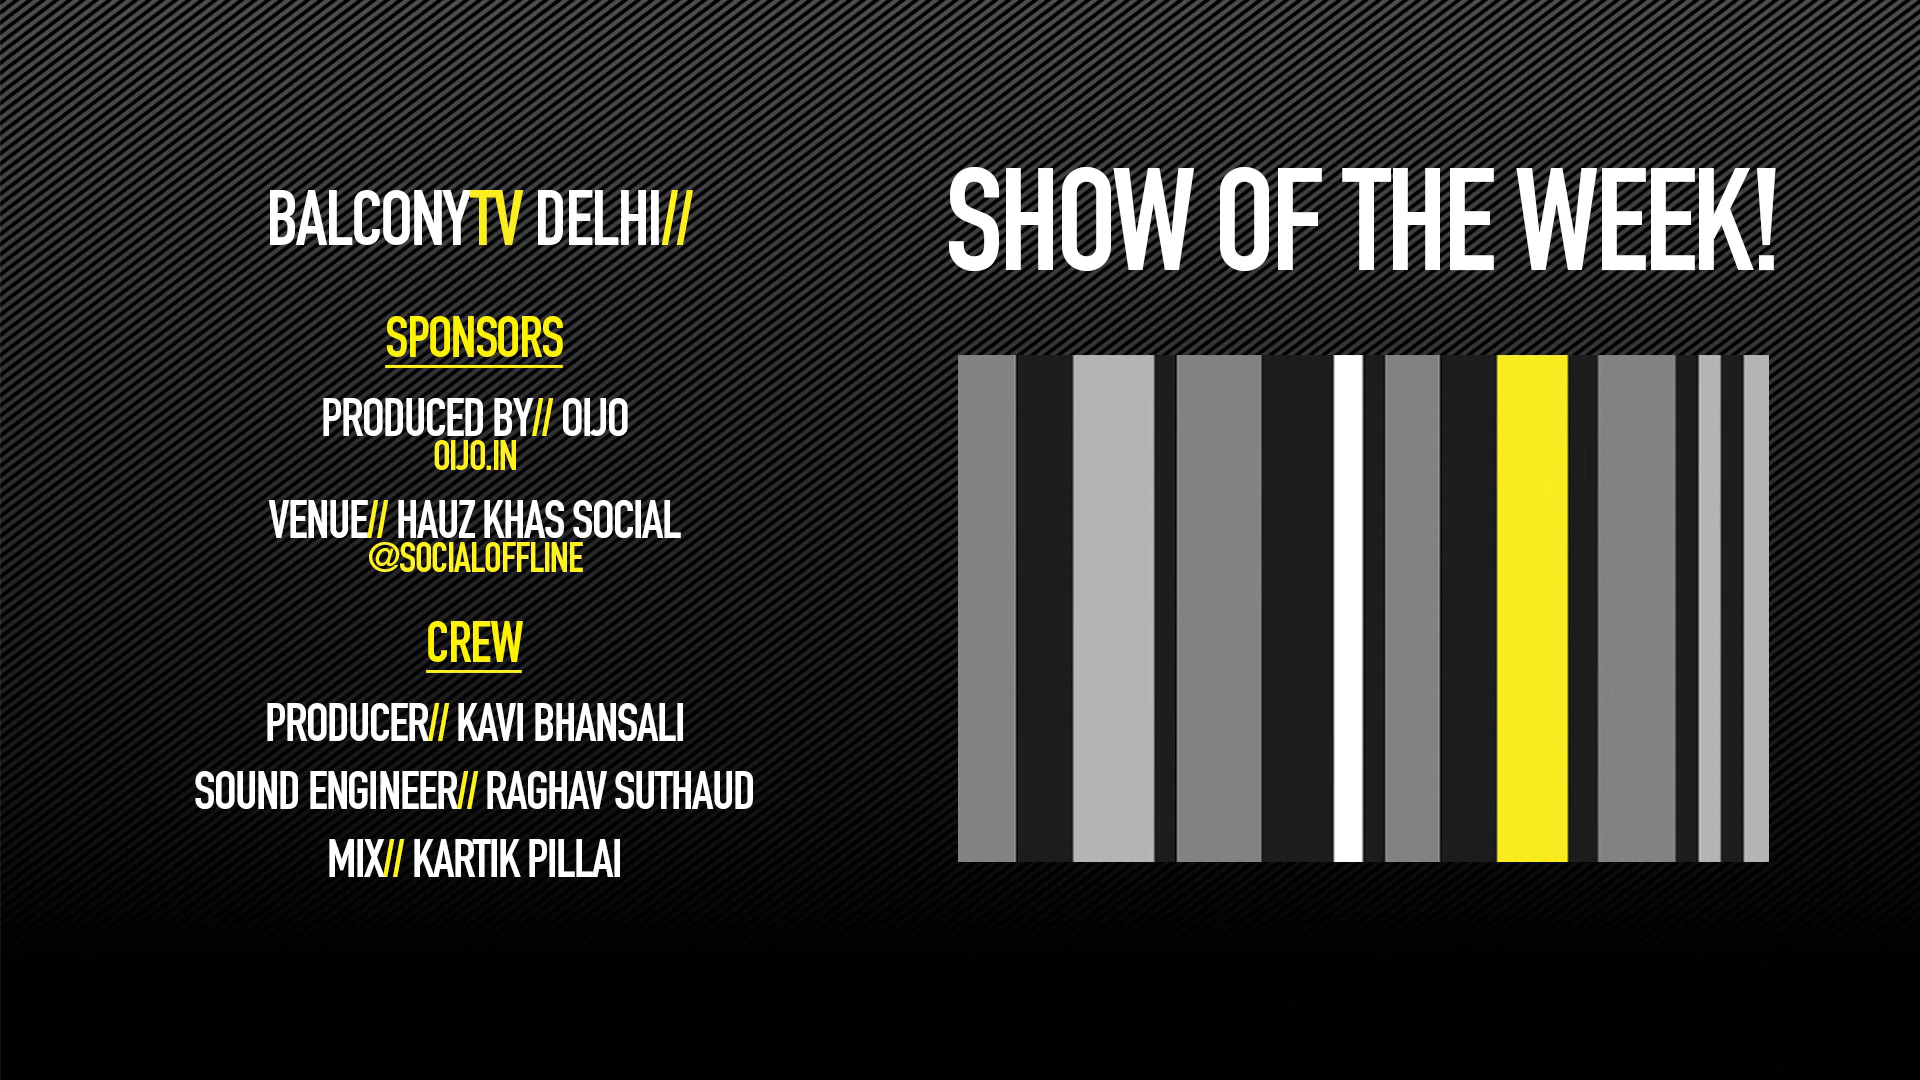 BALCONYTV DELHI//
SPONSORS
PRODUCED BY// OIJO
OIJO.IN
VENUE// HAUZ KHAS SOCIAL
@SOCIALOFFLINE
CREW
PRODUCER// KAVI BHANSALI
SOUND ENGINEER// RAGHAV SUTHAUD
MIX// KARTIK PILLAI
SHOW OF THE WEEK!